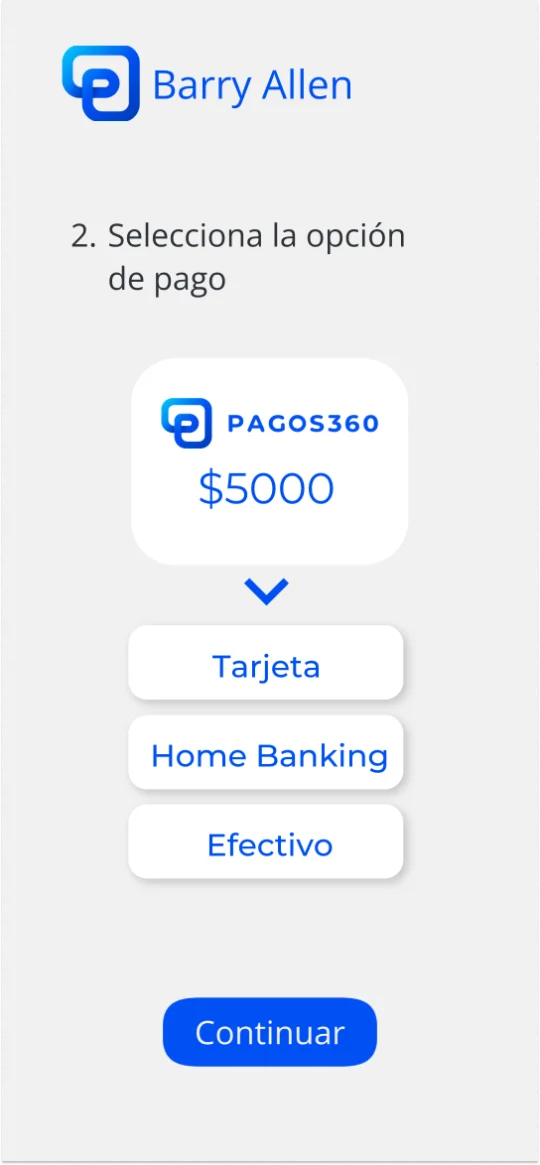 Barry Allen
2. Selecciona la opción
de pago
PAGOS360
$5000
Tarjeta
Home Banking
Efectivo
Continuar